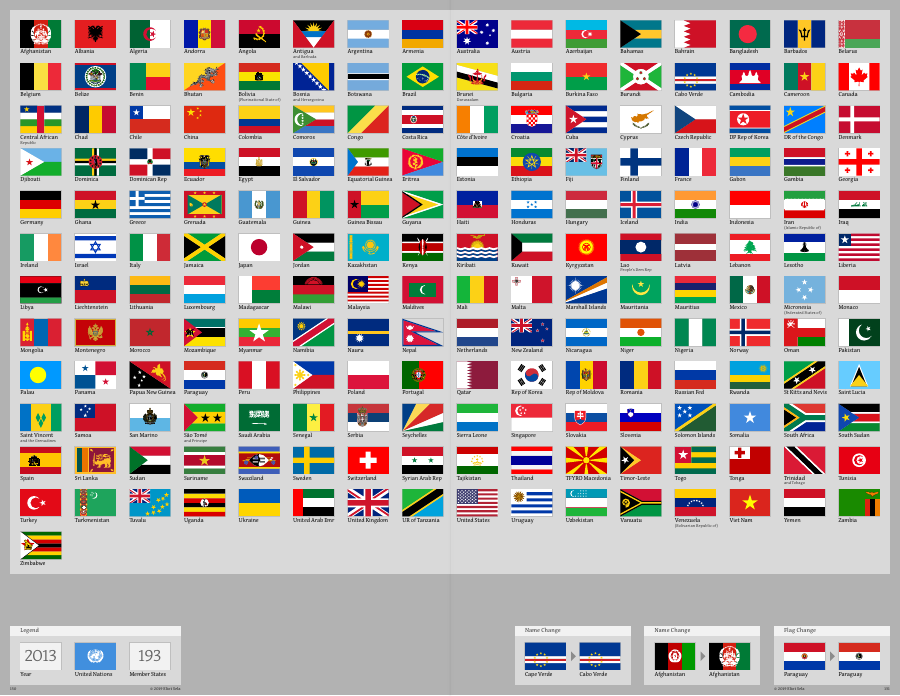 Afghanistan Albania Algeria Andorra Angola Antigua Argentina Armenia Australia Austria Azerbaijan Bahamas Bahrain Bangladesh Barbados Belarus
and Barbuda
Belgium Belize Benin Bhutan Bolivia Bosnia Botswana Brazil Brunei Bulgaria Burkina Faso Burundi Cabo Verde Cambodia Cameroon Canada
(Plurinational State of) and Herzegovina Darussalam
Central African Chad Chile China Colombia Comoros Congo Costa Rica Côte d'Ivoire Croatia Cuba Cyprus Czech Republic DP Rep of Korea DR of the Congo Denmark
Republic
Djibouti Dominica Dominican Rep Ecuador Egypt El Salvador Equatorial Guinea Eritrea Estonia Ethiopia Fiji Finland France Gabon Gambia Georgia
Germany Ghana Greece Grenada Guatemala Guinea Guinea Bissau Guyana Haiti Honduras Hungary Iceland India Indonesia Iran Iraq
(Islamic Republic of)
Ireland Israel Italy Jamaica Japan Jordan Kazakhstan Kenya Kiribati Kuwait Kyrgyzstan Lao Latvia Lebanon Lesotho Liberia
People's Dem Rep
Libya Liechtenstein Lithuania Luxembourg Madagascar Malawi Malaysia Maldives Mali Malta Marshall Islands Mauritania Mauritius Mexico Micronesia Monaco
(Federated States of)
Mongolia Montenegro Morocco Mozambique Myanmar Namibia Nauru Nepal Netherlands New Zealand Nicaragua Niger Nigeria Norway Oman Pakistan
Palau Panama Papua New Guinea Paraguay Peru Philippines Poland Portugal Qatar Rep of Korea Rep of Moldova Romania Russian Fed Rwanda St Kitts and Nevis Saint Lucia
Saint Vincent Samoa San Marino São Tomé Saudi Arabia Senegal Serbia Seychelles Sierra Leone Singapore Slovakia Slovenia Solomon Islands Somalia South Africa South Sudan
and the Grenadines and Príncipe
Spain Sri Lanka Sudan Suriname Swaziland Sweden Switzerland Syrian Arab Rep Tajikistan Thailand TFYRO Macedonia Timor-Leste Togo Tonga Trinidad Tunisia
and Tobago
Turkey Turkmenistan Tuvalu Uganda Ukraine United Arab Emr United Kingdom UR of Tanzania United States Uruguay Uzbekistan Vanuatu Venezuela Viet Nam Yemen Zambia
(Bolivarian Republic of)
Zimbabwe
Legend Name Change Name Change Flag Change
2013 193
Year United Nations Member States Cape Verde Cabo Verde Afghanistan Afghanistan Paraguay Paraguay